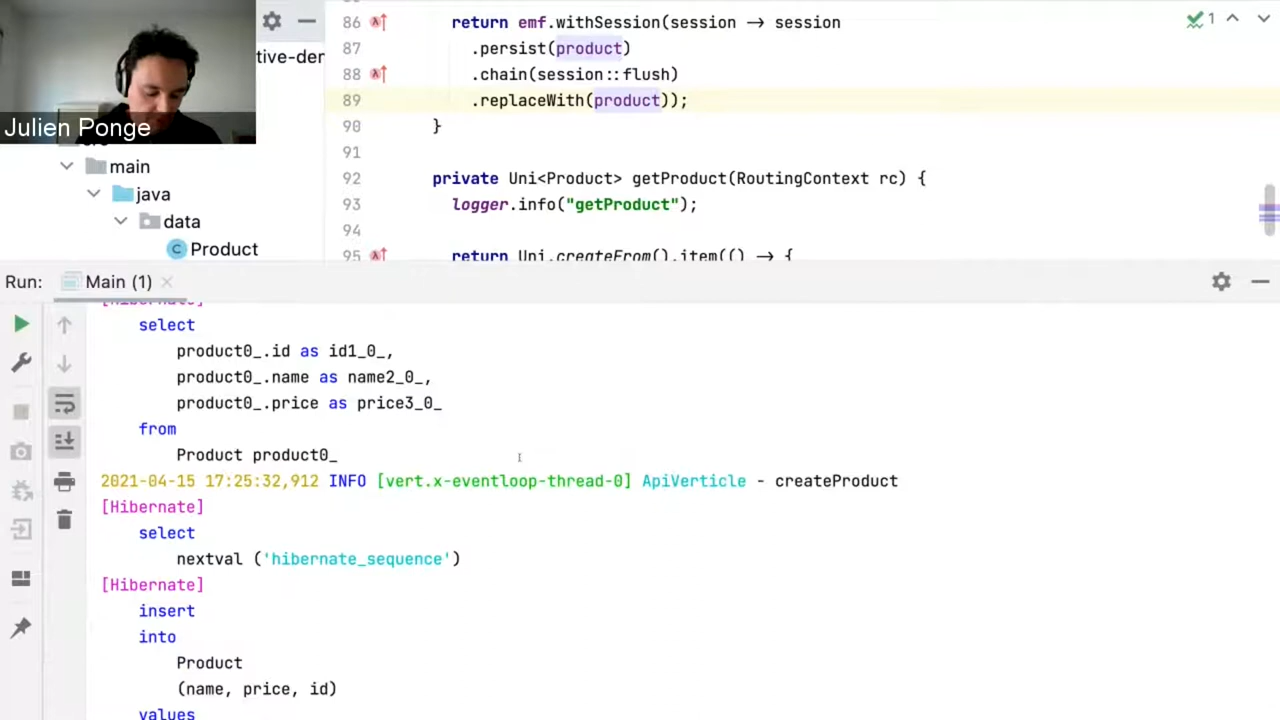 86 return emf.withSession(session → session
87 .persist(product)
88 .chain(session::flush)
89 .replaceWith(product));
90 }
91
92 private Uni<Product> getProduct(RoutingContext rc) {
93 logger.info("getProduct");
94
95 return Uni.createFrom().item(() → {
1
tive-der
Julien Ponge
main
java
data
C Product
Run: Main (1)
[Hibernate]
select
product0_.id as id1_0_,
product0_.name as name2_0_,
product0_.price as price3_0_
from
Product product0_
2021-04-15 17:25:32,912 INFO [vert.x-eventloop-thread-0] ApiVerticle - createProduct
[Hibernate]
select
nextval ('hibernate_sequence')
[Hibernate]
insert
into
Product
(name, price, id)
values